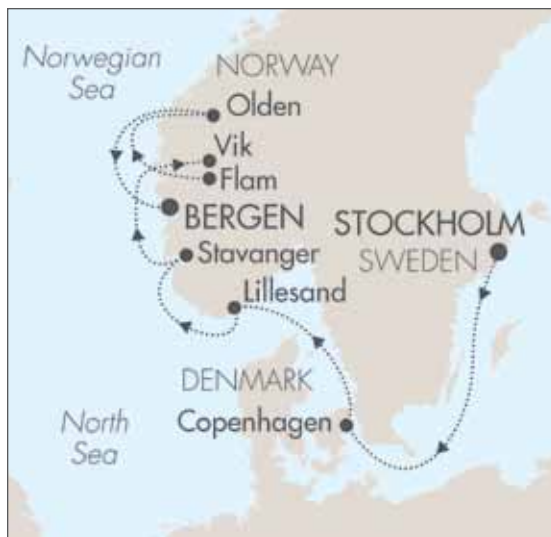 Norwegian
Sea
NORWAY
Olden
Vik
Flam
BERGEN
STOCKHOLM
SWEDEN
Stavanger
Lillesand
DENMARK
Copenhagen
North
Sea